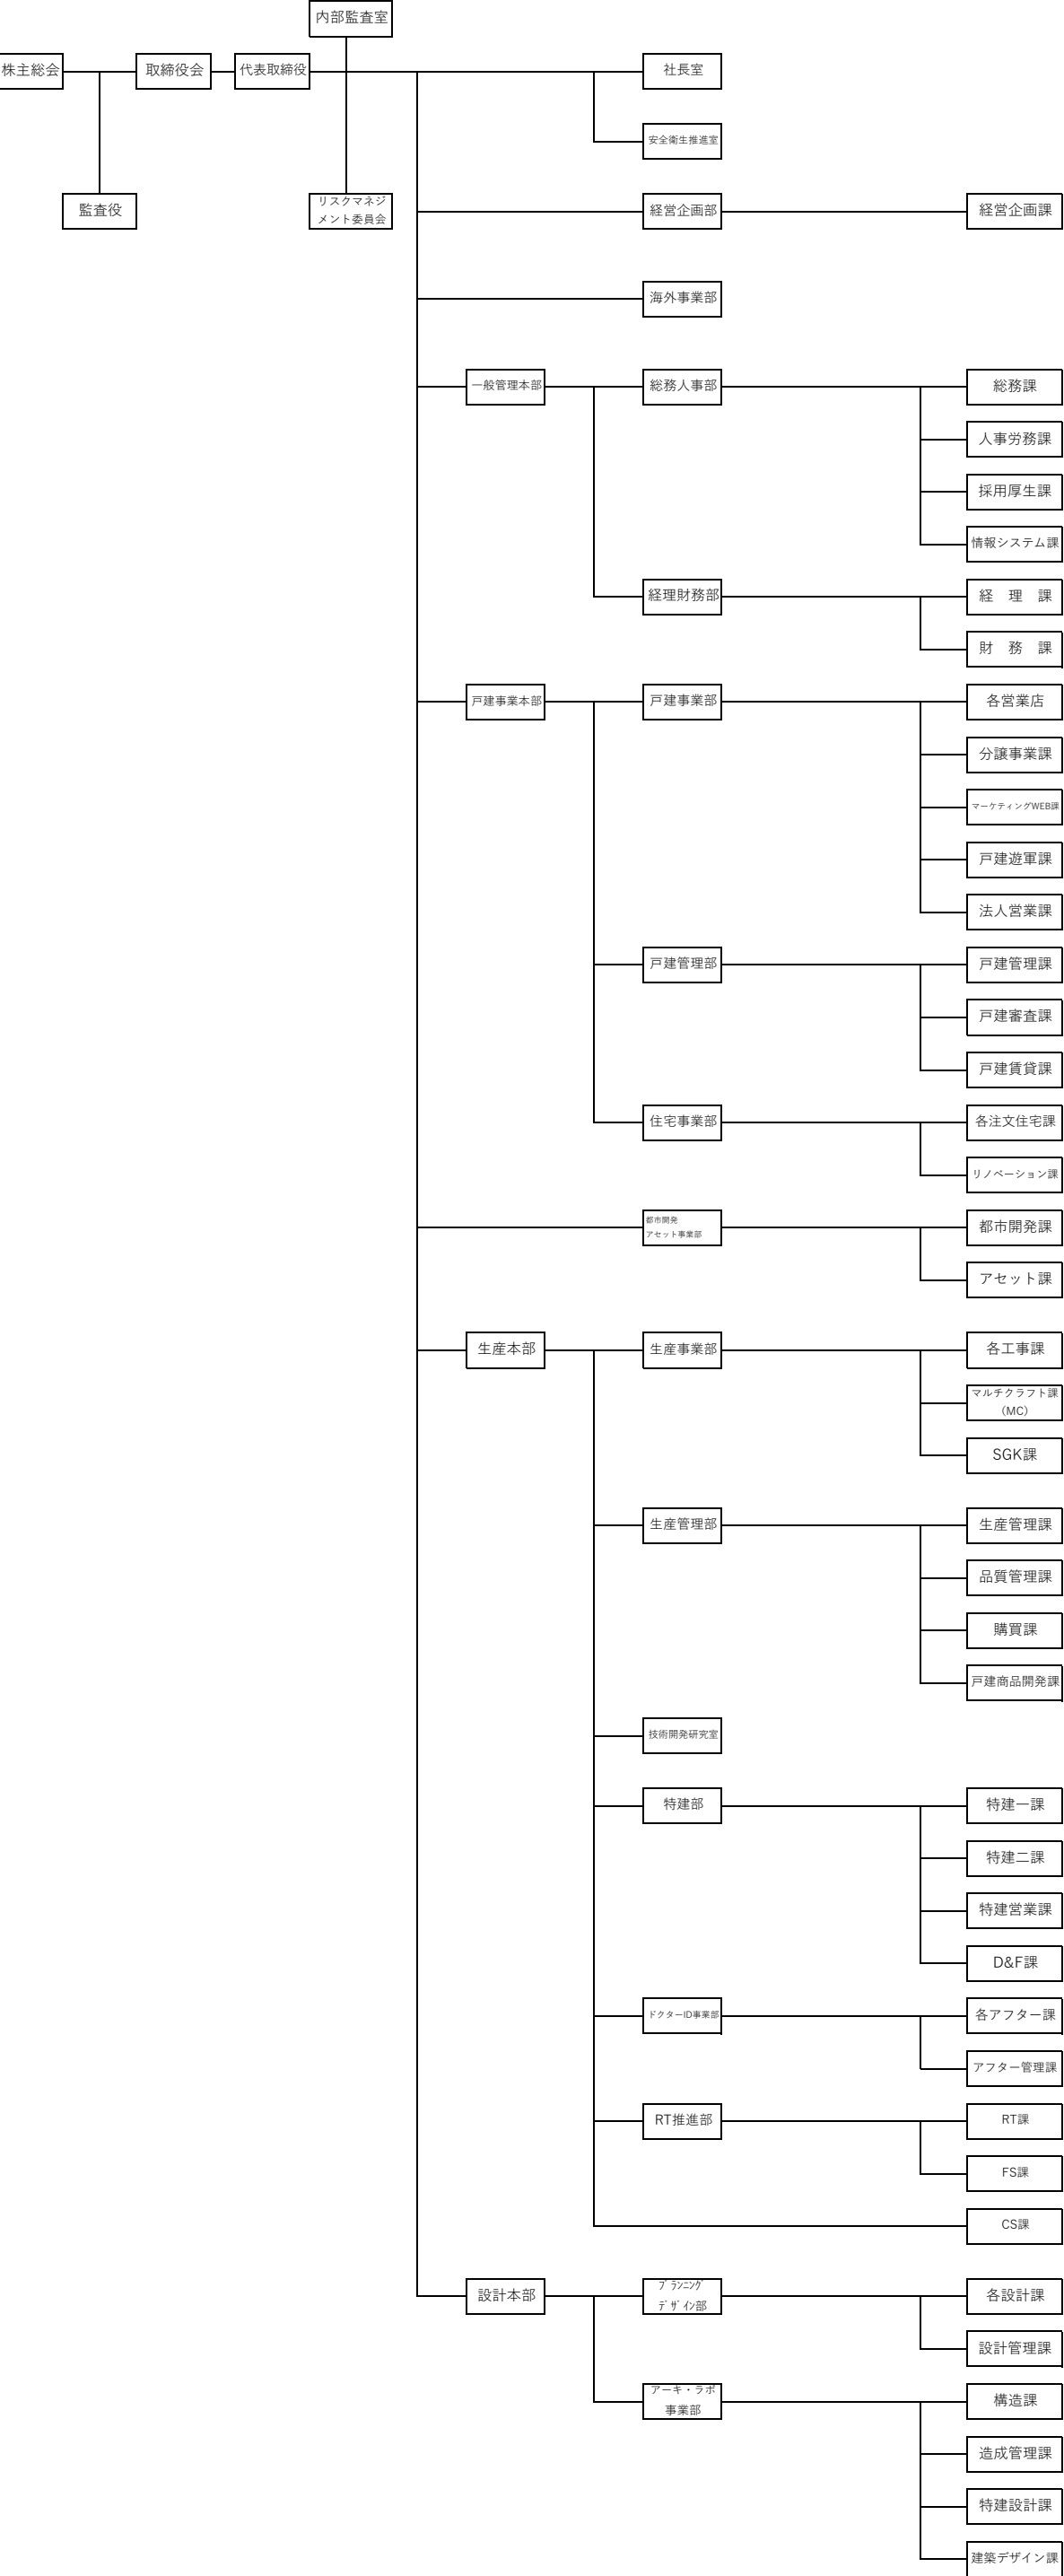 内部監査室
株主総会
取締役会
代表取締役
社長室
安全衛生推進室
監査役
リスクマネジ
メント委員会
経営企画部
経営企画課
海外事業部
一般管理本部
総務人事部
総務課
人事労務課
採用厚生課
情報システム課
経理財務部
経　理　課
財　務　課
戸建事業本部
戸建事業部
各営業店
分譲事業課
マーケティングWEB課
戸建遊軍課
法人営業課
戸建管理部
戸建管理課
戸建審査課
戸建賃貸課
住宅事業部
各注文住宅課
リノベーション課
都市開発
アセット事業部
都市開発課
アセット課
生産本部
生産事業部
各工事課
マルチクラフト課
（MC）
SGK課
生産管理部
生産管理課
品質管理課
購買課
戸建商品開発課
技術開発研究室
特建部
特建一課
特建二課
特建営業課
D&F課
ドクターID事業部
各アフター課
アフター管理課
RT推進部
RT課
FS課
CS課
設計本部
ﾌﾟﾗﾝﾆﾝｸﾞ
ﾃﾞｻﾞｲﾝ部
各設計課
設計管理課
アーキ・ラボ
事業部
構造課
造成管理課
特建設計課
建築デザイン課